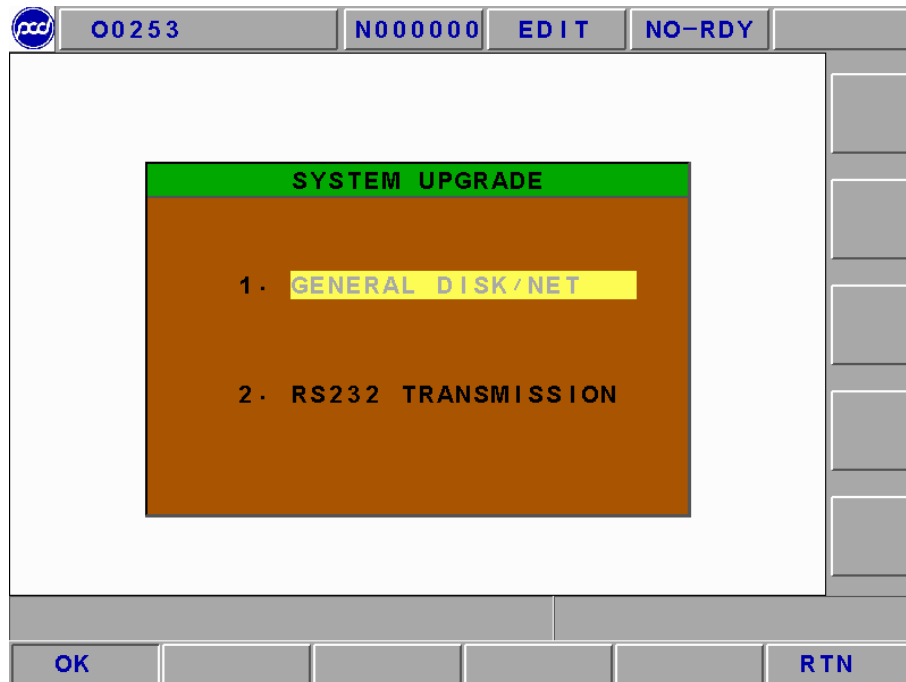 pcd O0253 N000000 EDIT NO-RDY
SYSTEM UPGRADE
1. GENERAL DISK/NET
2. RS232 TRANSMISSION
OK RTN